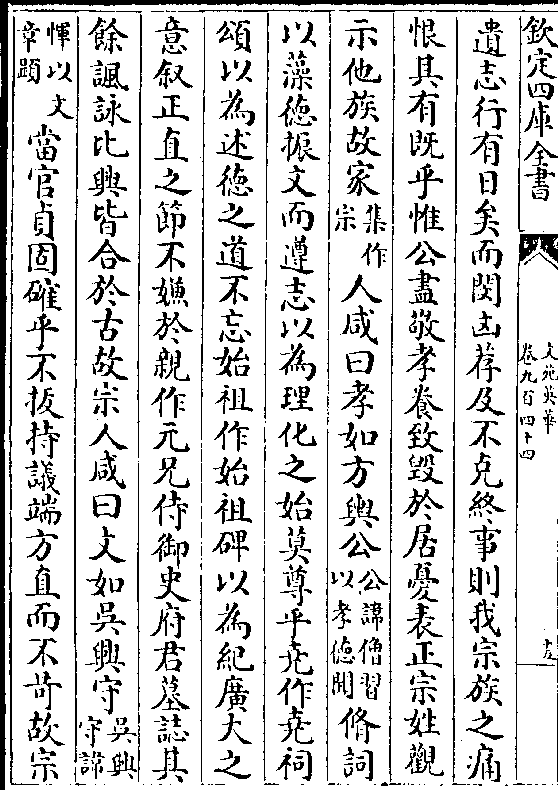 欽定四庫全書
文苑英華
卷九百四十四
遺志行有日矣而閔凶荐及不克終事則我宗族之痛
恨其有既乎惟公盡敬孝養致毁於居憂表正宗姓觀
示他族故家集作宗人咸曰孝如方輿公公諱僧習以孝德聞脩詞
以藻徳振文而遵志以為理化之始莫尊乎尭作尭祠
頌以為述徳之道不忘始祖作始祖碑以為紀廣大之
意叙正直之節不嫌於親作元兄侍御史府君墓誌其
餘諷詠比興皆合於古故宗人咸曰文如吳興守吳興守諱
惲以文章顯當官貞固確乎不拔持議端方直而不苛故宗